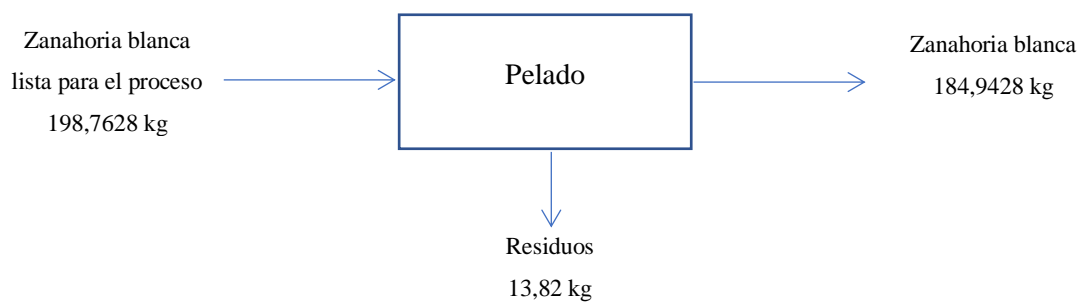 Zanahoria blanca
lista para el proceso
198,7628 kg
Pelado
Zanahoria blanca
184,9428 kg
Residuos
13,82 kg